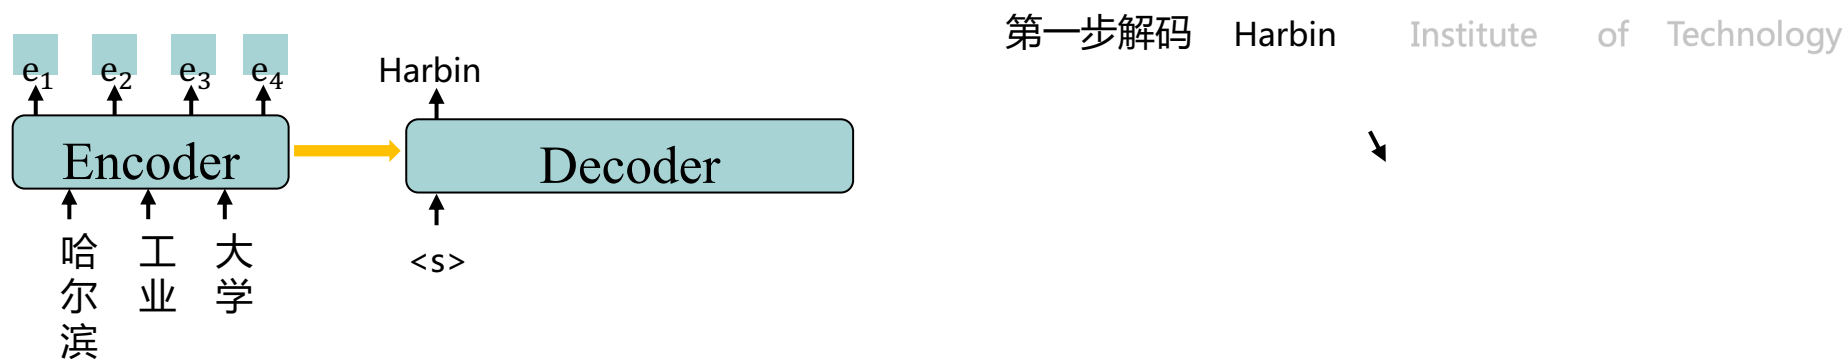 第一步解码 Harbin Institute of Technology
e₁ e₂ e₃ e₄
Harbin
Encoder
Decoder
哈尔滨
工业
大学
<s>